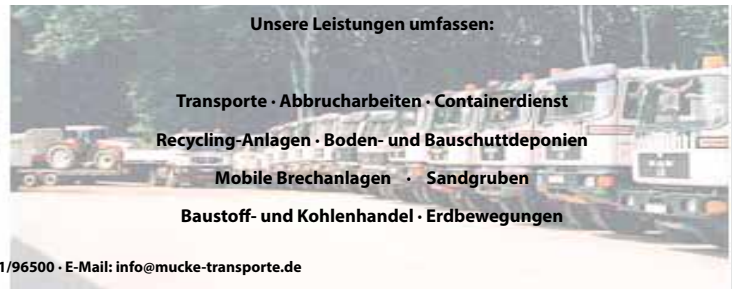 Unsere Leistungen umfassen:
Transporte · Abbrucharbeiten · Containerdienst
Recycling-Anlagen · Boden- und Bauschuttdeponien
Mobile Brechanlagen · Sandgruben
Baustoff- und Kohlenhandel · Erdbewegungen
1/96500 · E-Mail: info@mucke-transporte.de